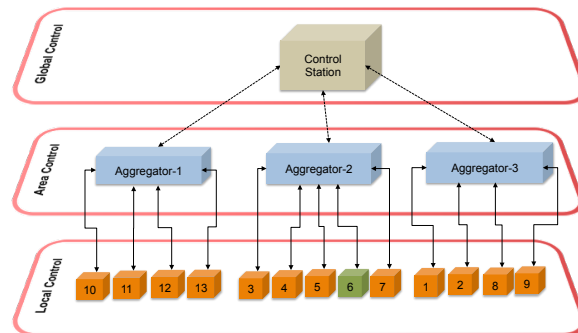 Global Control
Control
Station
Area Control
Aggregator-1
Aggregator-2
Aggregator-3
Local Control
10
11
12
13
3
4
5
6
7
1
2
8
9